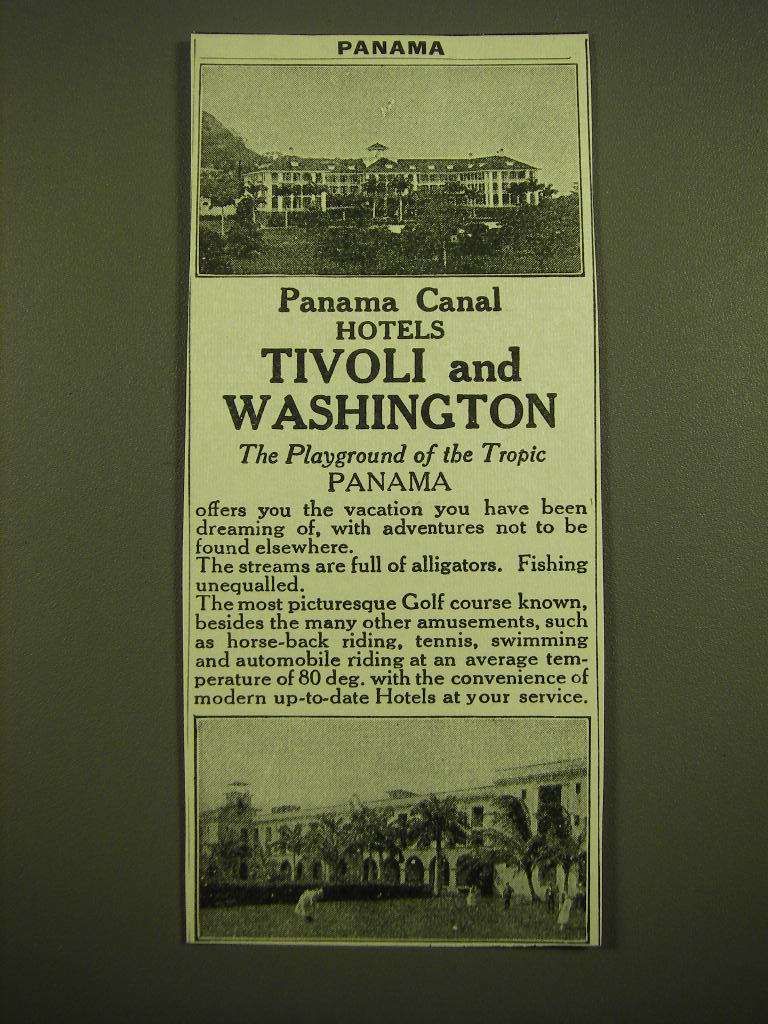 PANAMA
Panama Canal
HOTELS
TIVOLI and
WASHINGTON
The Playground of the Tropic
PANAMA
offers you the vacation you have been
dreaming of, with adventures not to be
found elsewhere.
The streams are full of alligators. Fishing
unequalled.
The most picturesque Golf course known,
besides the many other amusements, such
as horse-back riding, tennis, swimming
and automobile riding at an average tem-
perature of 80 deg. with the convenience of
modern up-to-date Hotels at your service.